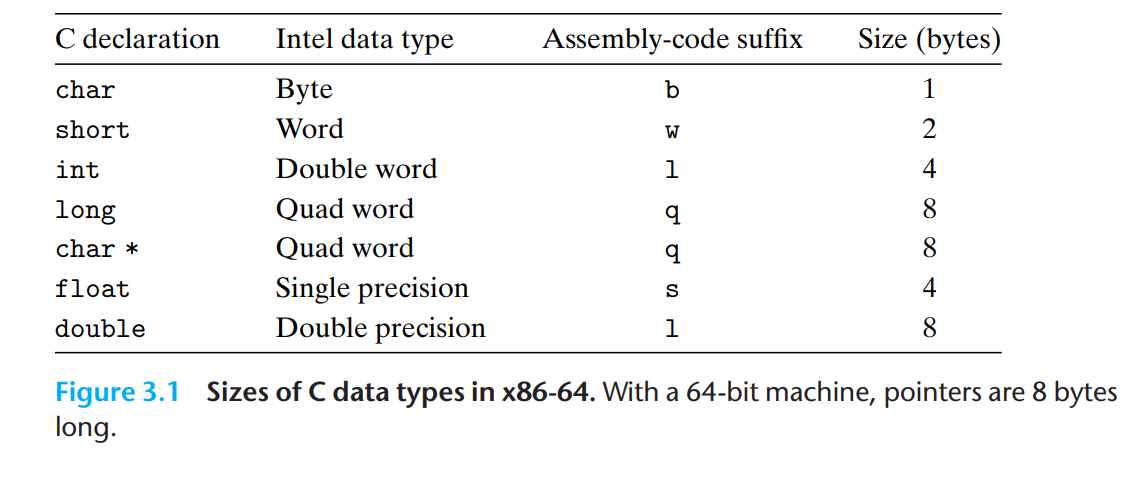 C declaration Intel data type Assembly-code suffix Size (bytes)
char Byte b 1
short Word w 2
int Double word l 4
long Quad word q 8
char * Quad word q 8
float Single precision s 4
double Double precision l 8
Figure 3.1 Sizes of C data types in x86-64. With a 64-bit machine, pointers are 8 bytes
long.